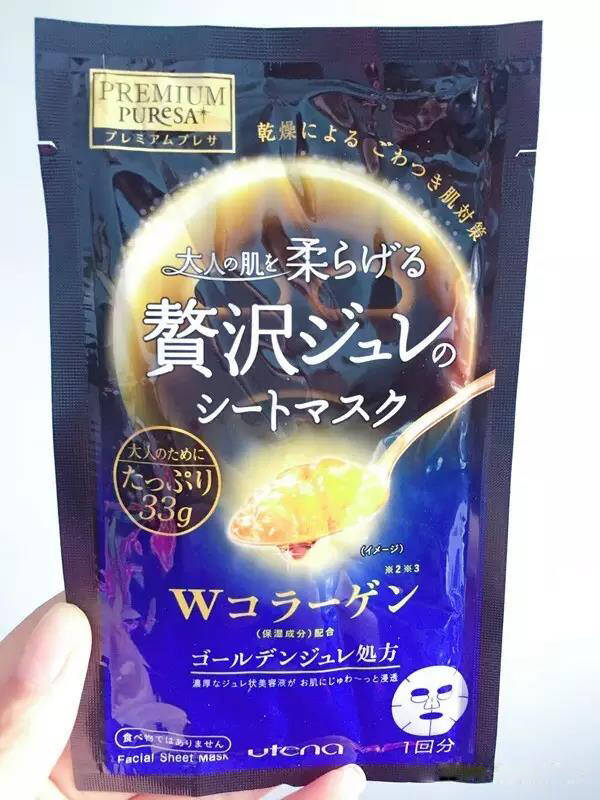 PREMIUM
PUReSA
プレミアムプレサ
乾燥による ごわつき肌対策
大人の肌を 柔らげる
贅沢ジュレの
シートマスク
大人のために
たっぷり
33g
(イメージ)
※2※3
Wコラーゲン
(保湿成分)配合
ゴールデンジュレ処方
濃厚なジュレ状美容液が お肌にじゅわ〜っと浸透
食べ物ではありません
Facial Sheet Mask
utena
1回分